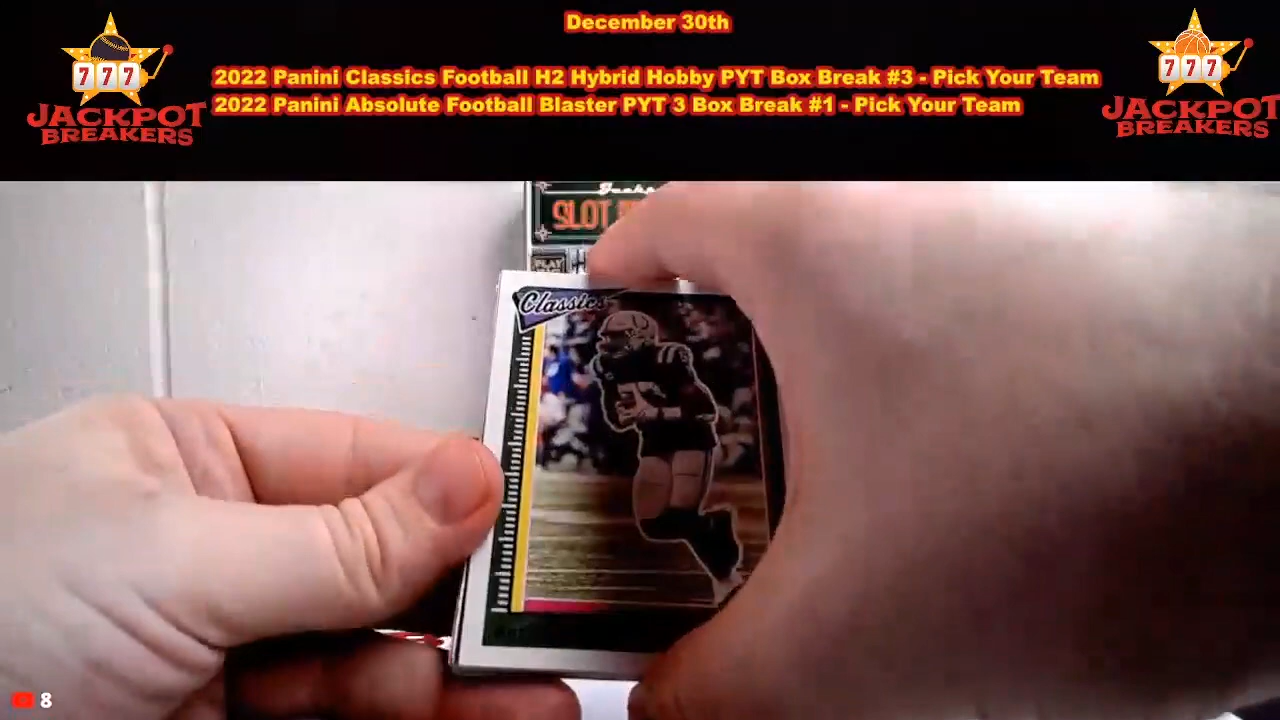 December 30th
2022 Panini Classics Football H2 Hybrid Hobby PYT Box Break #3 - Pick Your Team
2022 Panini Absolute Football Blaster PYT 3 Box Break #1 - Pick Your Team
777
JACKPOT
BREAKERS
777
JACKPOT
BREAKERS
SLOT
PLAY
Classics
8